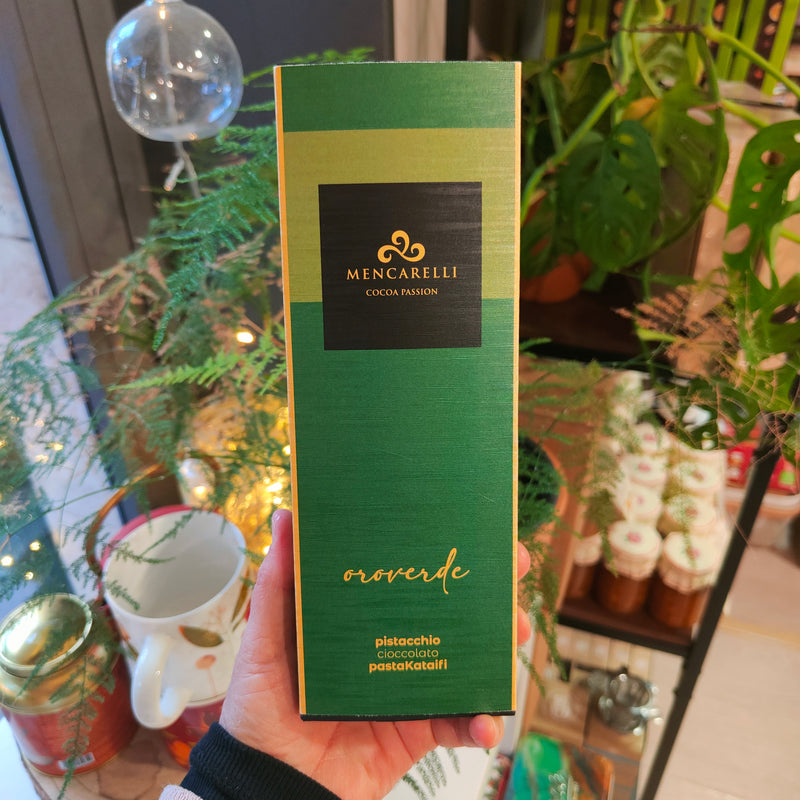 MENCARELLI
COCOA PASSION
oroverde
pistacchio
cioccolato
pastaKataifi